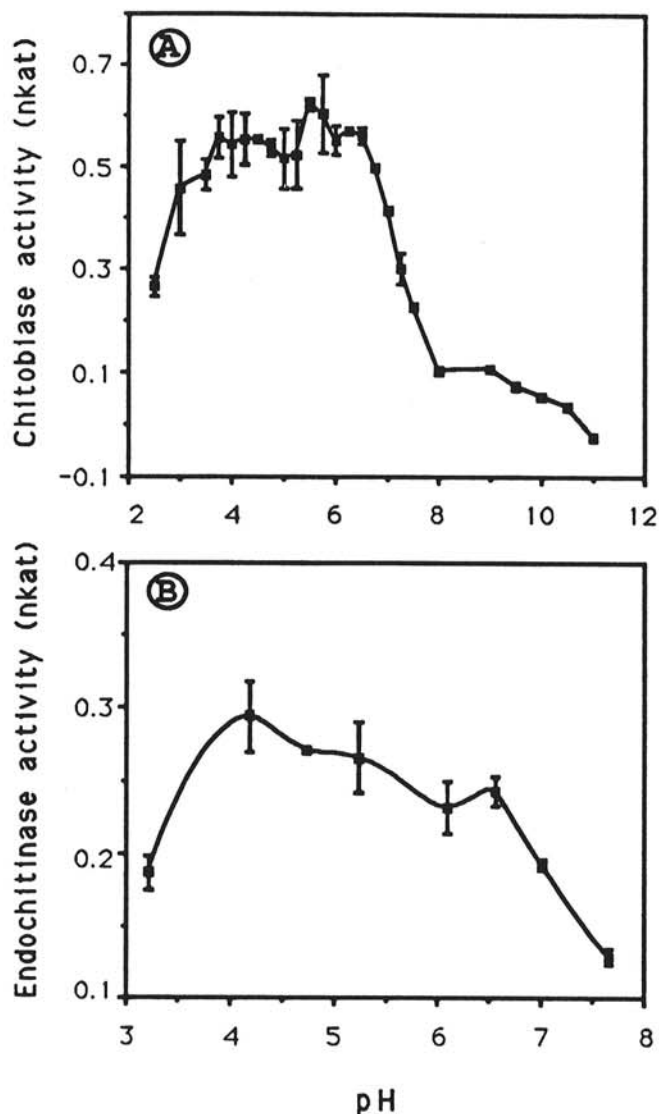 A
Chitobiase activity (nkat)
0.7
0.5
0.3
0.1
-0.1
2 4 6 8 10 12
B
Endochitinase activity (nkat)
0.4
0.3
0.2
0.1
3 4 5 6 7 8
pH